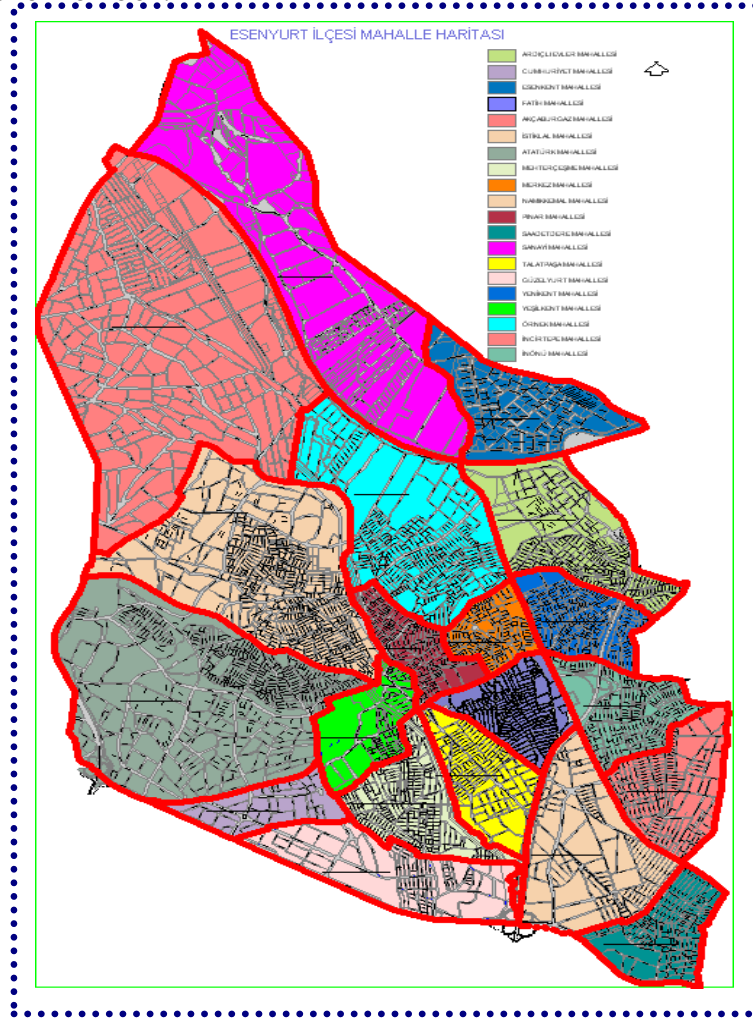 ESENYURT İLÇESİ MAHALLE HARİTASI
ARDIÇLIEVLER MAHALLESİ
CUMHURİYET MAHALLESİ
ESENKENT MAHALLESİ
FATİH MAHALLESİ
AKÇABURGAZ MAHALLESİ
İSTİKLAL MAHALLESİ
ATATÜRK MAHALLESİ
MEHTERÇEŞME MAHALLESİ
MERKEZ MAHALLESİ
NAMIKKEMAL MAHALLESİ
PINAR MAHALLESİ
SAADETDERE MAHALLESİ
SANAYİ MAHALLESİ
TALATPAŞA MAHALLESİ
GÜZELYURT MAHALLESİ
YENİKENT MAHALLESİ
YEŞİLKENT MAHALLESİ
ÖRNEK MAHALLESİ
İNCİRTEPE MAHALLESİ
İNÖNÜ MAHALLESİ